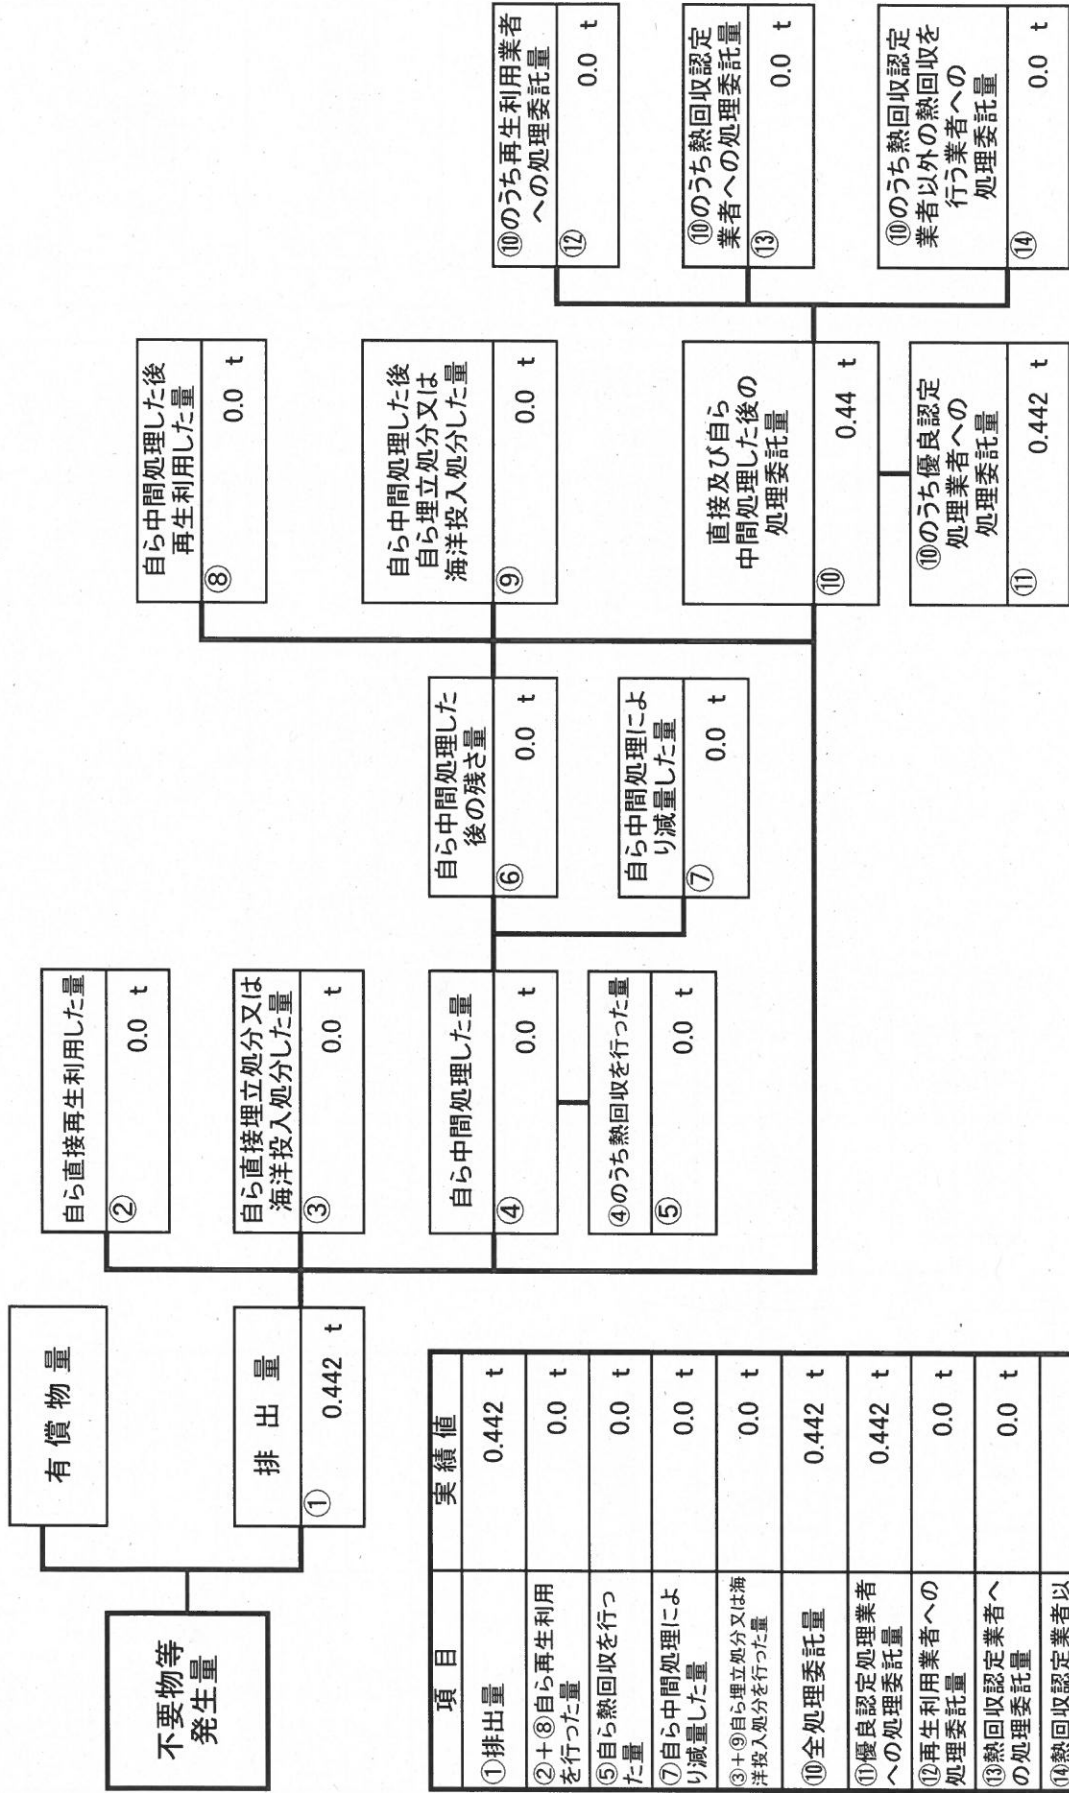 不要物等
発生量
有償物量
排出量
①
0.442 t
自ら直接再生利用した量
②
0.0 t
自ら直接埋立処分又は
海洋投入処分した量
③
0.0 t
自ら中間処理した量
④
0.0 t
④のうち熱回収を行った量
⑤
0.0 t
自ら中間処理した
後の残さ量
⑥
0.0 t
自ら中間処理によ
り減量した量
⑦
0.0 t
自ら中間処理した後
再生利用した量
⑧
0.0 t
自ら中間処理した後
自ら埋立処分又は
海洋投入処分した量
⑨
0.0 t
直接及び自ら
中間処理した後の
処理委託量
⑩
0.44 t
⑩のうち優良認定
処理業者への
処理委託量
⑪
0.442 t
⑩のうち再生利用業者
への処理委託量
⑫
0.0 t
⑩のうち熱回収認定
業者への処理委託量
⑬
0.0 t
⑩のうち熱回収認定
業者以外の熱回収を
行う業者への
処理委託量
⑭
0.0 t
項目 実績値
①排出量 0.442 t
②+⑧自ら再生利用
を行った量 0.0 t
⑤自ら熱回収を行っ
た量 0.0 t
⑦自ら中間処理によ
り減量した量 0.0 t
③+⑨自ら埋立処分又は海
洋投入処分を行った量 0.0 t
⑩全処理委託量 0.442 t
⑪優良認定処理業者
への処理委託量 0.442 t
⑫再生利用業者への
処理委託量 0.0 t
⑬熱回収認定業者へ
の処理委託量 0.0 t
⑭熱回収認定業者以